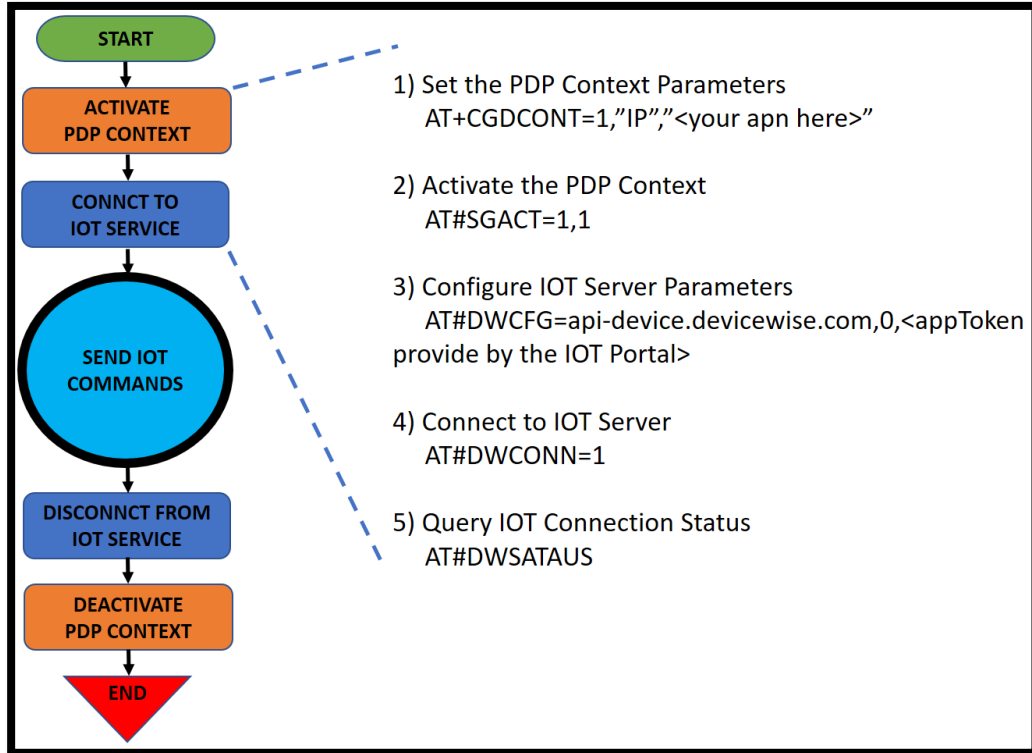 START
ACTIVATE
PDP CONTEXT
CONNCT TO
IOT SERVICE
SEND IOT
COMMANDS
DISCONNCT FROM
IOT SERVICE
DEACTIVATE
PDP CONTEXT
END
1) Set the PDP Context Parameters
AT+CGDCONT=1,”IP”,”<your apn here>”
2) Activate the PDP Context
AT#SGACT=1,1
3) Configure IOT Server Parameters
AT#DWCFG=api-device.devicewise.com,0,<appToken
provide by the IOT Portal>
4) Connect to IOT Server
AT#DWCONN=1
5) Query IOT Connection Status
AT#DWSATAUS